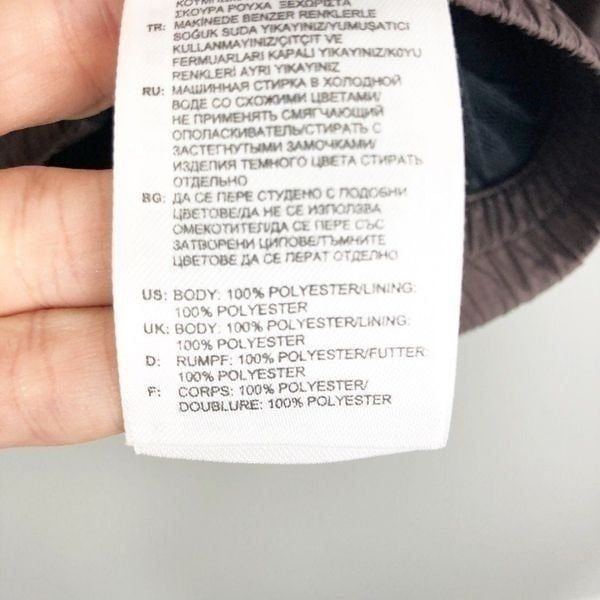 ΣΚΟΥΡΑ ΡΟΥΧΑ ΞΕΧΩΡΙΣΤΑ
TR: MAKİNEDE BENZER RENKLERLE
SOĞUK SUDA YIKAYINIZ/YUMUŞATICI
KULLANMAYINIZ/ÇITÇIT VE
FERMUARLARI KAPALI YIKAYINIZ/KOYU
RENKLERİ AYRI YIKAYINIZ
RU: МАШИННАЯ СТИРКА В ХОЛОДНОЙ
ВОДЕ СО СХОЖИМИ ЦВЕТАМИ/
НЕ ПРИМЕНЯТЬ СМЯГЧАЮЩИЙ
ОПОЛАСКИВАТЕЛЬ/СТИРАТЬ С
ЗАСТЕГНУТЫМИ ЗАМОЧКАМИ/
ИЗДЕЛИЯ ТЕМНОГО ЦВЕТА СТИРАТЬ
ОТДЕЛЬНО
BG: ДА СЕ ПЕРЕ СТУДЕНО С ПОДОБНИ
ЦВЕТОВЕ/ДА НЕ СЕ ИЗПОЛЗВА
ОМЕКОТИТЕЛ/ДА СЕ ПЕРЕ СЪС
ЗАТВОРЕНИ ЦИПОВЕ/ТЪМНИТЕ
ЦВЕТОВЕ ДА СЕ ПЕРАТ ОТДЕЛНО
US: BODY: 100% POLYESTER/LINING:
100% POLYESTER
UK: BODY: 100% POLYESTER/LINING:
100% POLYESTER
D: RUMPF: 100% POLYESTER/FUTTER:
100% POLYESTER
F: CORPS: 100% POLYESTER/
DOUBLURE: 100% POLYESTER